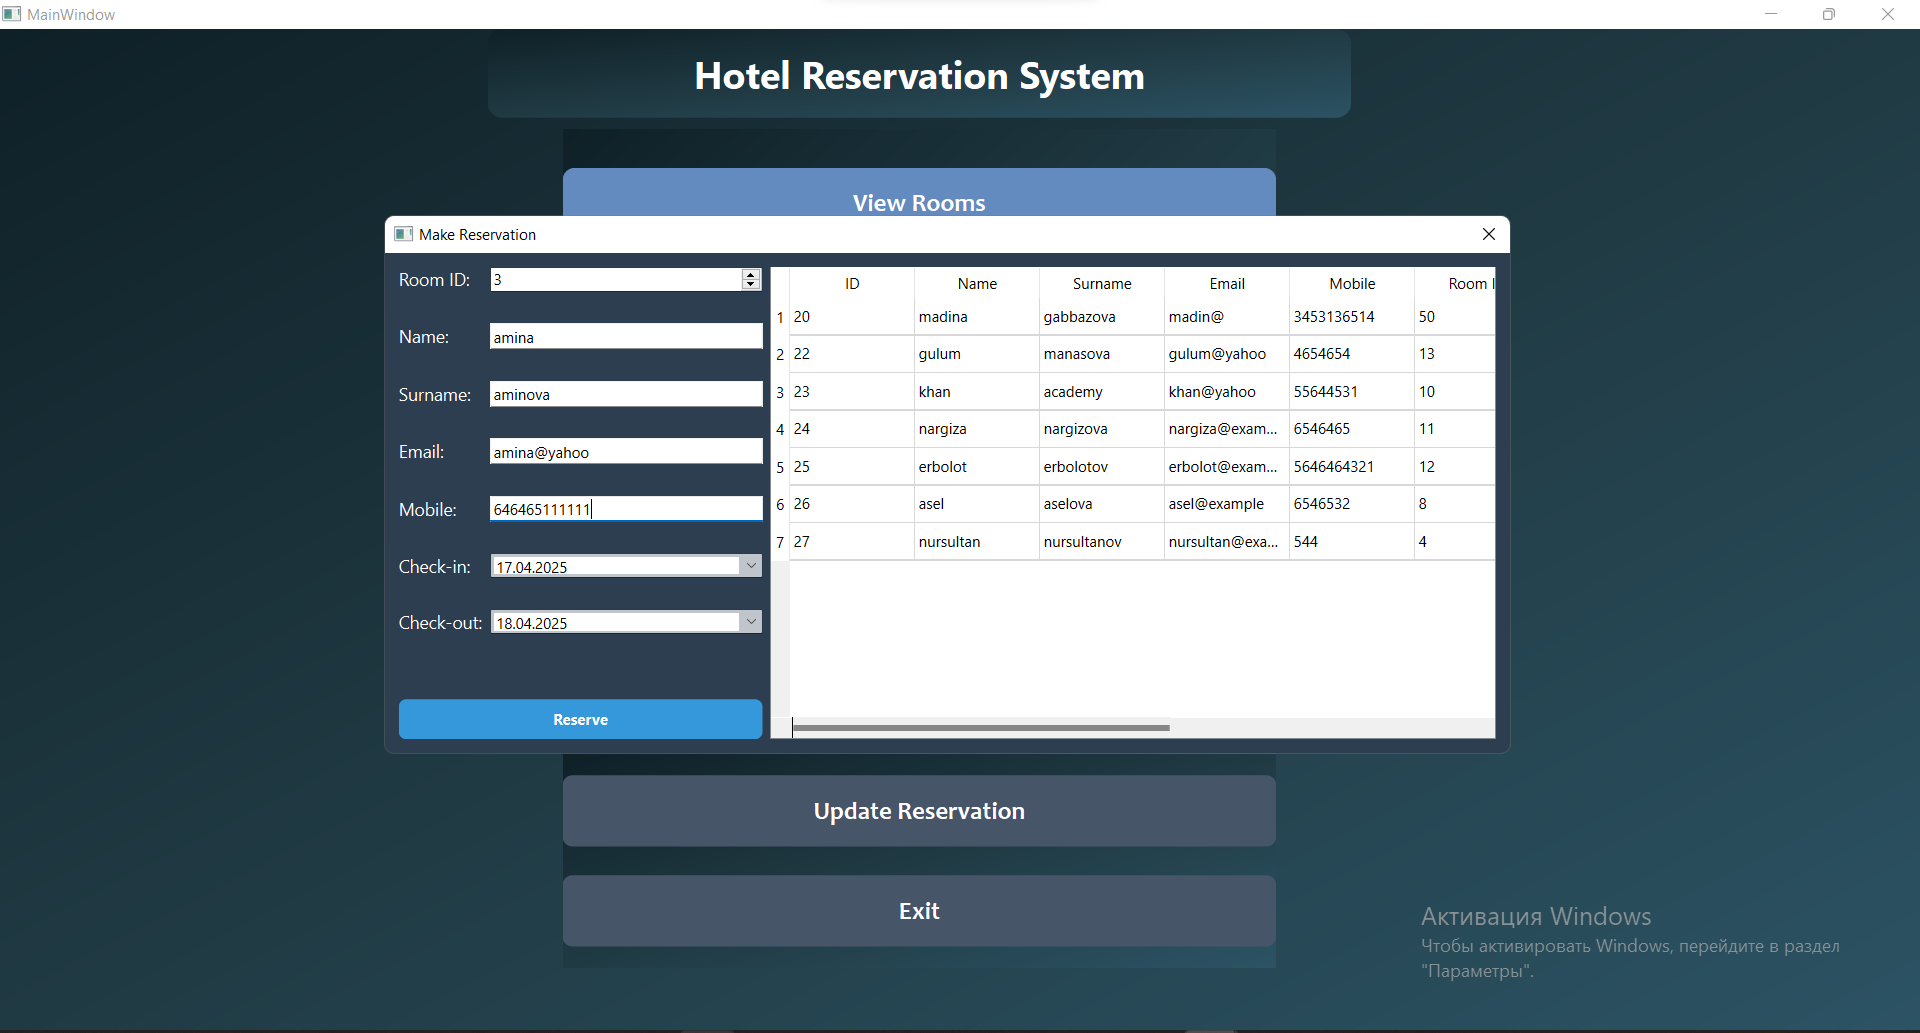 MainWindow
Hotel Reservation System
View Rooms
Make Reservation
Room ID: 3
Name: amina
Surname: aminova
Email: amina@yahoo
Mobile: 646465111111
Check-in: 17.04.2025
Check-out: 18.04.2025
Reserve
ID Name Surname Email Mobile Room I
1 20 madina gabbazova madin@ 3453136514 50
2 22 gulum manasova gulum@yahoo 4654654 13
3 23 khan academy khan@yahoo 55644531 10
4 24 nargiza nargizova nargiza@exam... 6546465 11
5 25 erbolot erbolotov erbolot@exam... 5646464321 12
6 26 asel aselova asel@example 6546532 8
7 27 nursultan nursultanov nursultan@exa... 544 4
Update Reservation
Exit
Активация Windows
Чтобы активировать Windows, перейдите в раздел
"Параметры".